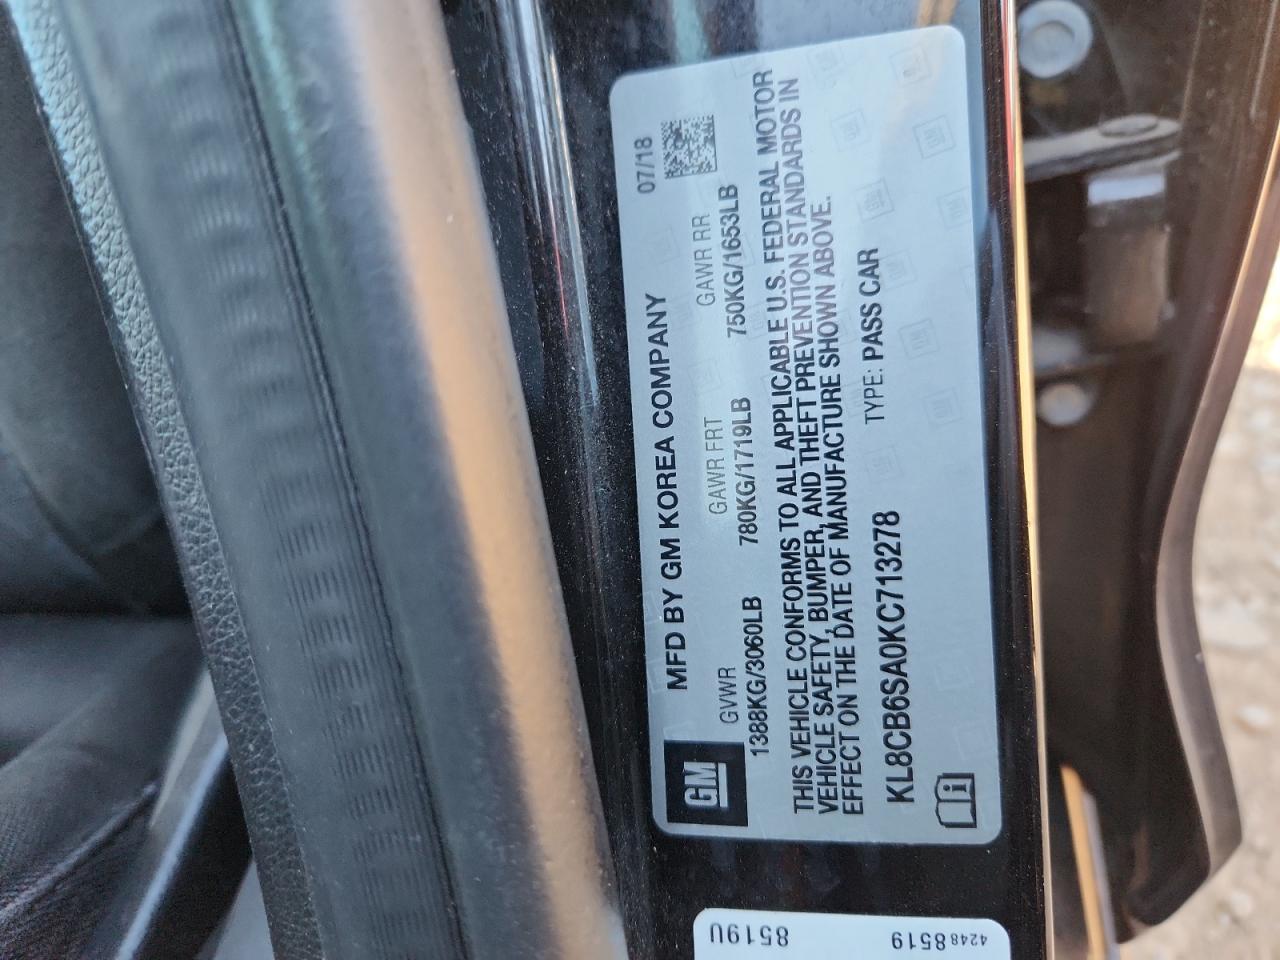 GM
MFD BY GM KOREA COMPANY
07/18
GVWR
GAWR FRT
GAWR RR
1388KG/3060LB
780KG/1719LB
750KG/1653LB
THIS VEHICLE CONFORMS TO ALL APPLICABLE U.S. FEDERAL MOTOR
VEHICLE SAFETY, BUMPER, AND THEFT PREVENTION STANDARDS IN
EFFECT ON THE DATE OF MANUFACTURE SHOWN ABOVE.
KL8CB6SA0KC713278
TYPE: PASS CAR
42488519
8519U